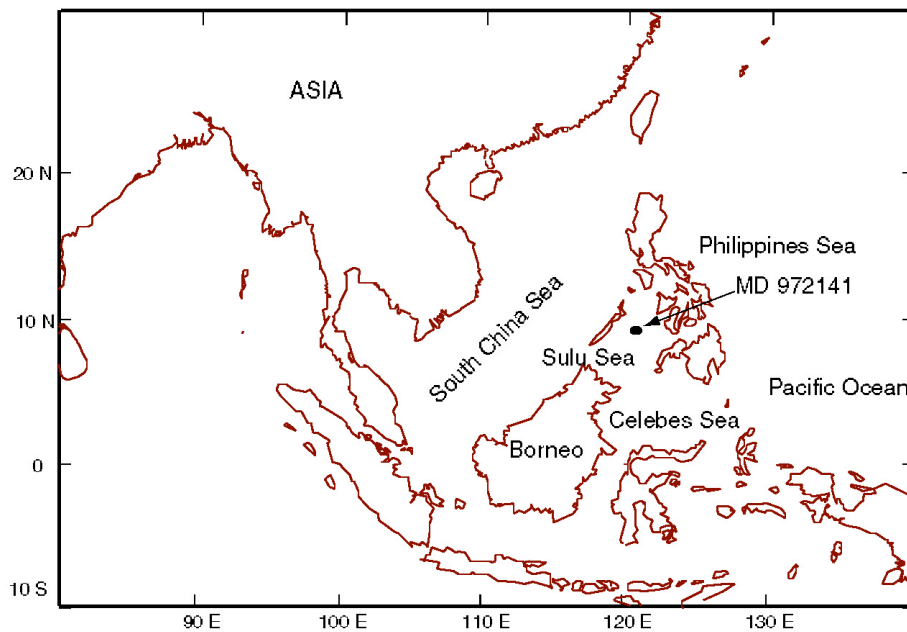 ASIA
20 N
Philippines Sea
MD 972141
10 N
South China Sea
Sulu Sea
Pacific Ocean
Celebes Sea
Borneo
0
10 S
90 E
100 E
110 E
120 E
130 E